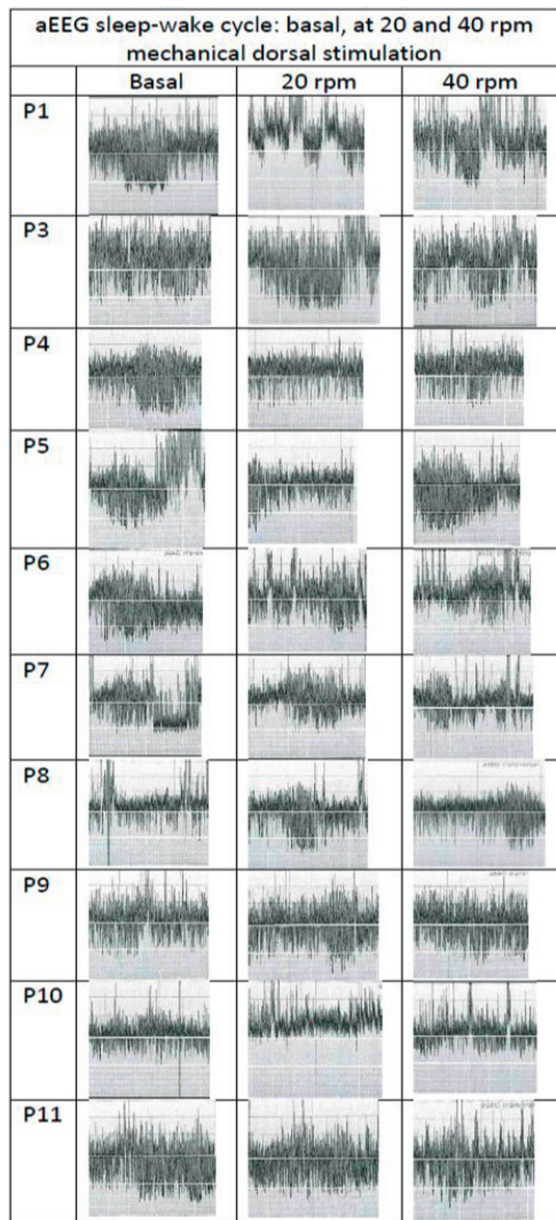 aEEG sleep-wake cycle: basal, at 20 and 40 rpm
mechanical dorsal stimulation
Basal 20 rpm 40 rpm
P1
P3
P4
P5
P6
P7
P8
P9
P10
P11